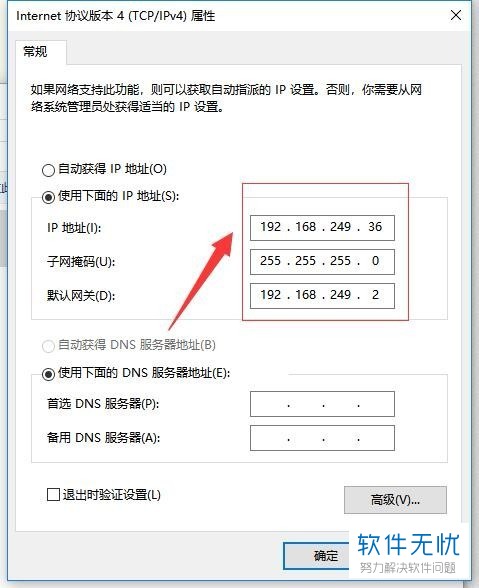 Internet 协议版本 4 (TCP/IPv4) 属性
常规
如果网络支持此功能，则可以获取自动指派的 IP 设置。否则，你需要从网
络系统管理员处获得适当的 IP 设置。
自动获得 IP 地址(O)
使用下面的 IP 地址(S):
IP 地址(I): 192 . 168 . 249 . 36
子网掩码(U): 255 . 255 . 255 . 0
默认网关(D): 192 . 168 . 249 . 2
自动获得 DNS 服务器地址(B)
使用下面的 DNS 服务器地址(E):
首选 DNS 服务器(P): . . .
备用 DNS 服务器(A): . . .
退出时验证设置(L)
高级(V)...
确定
软件无忧
努力解决软件问题